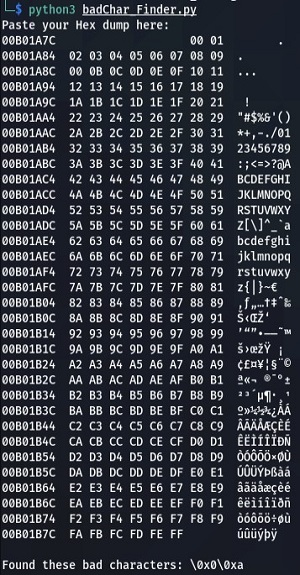 $ python3 badChar_Finder.py
Paste your Hex dump here:
00B01A7C 00 01 .
00B01A84 02 03 04 05 06 07 08 09 .
00B01A8C 00 0B 0C 0D 0E 0F 10 11 ...
00B01A94 12 13 14 15 16 17 18 19
00B01A9C 1A 1B 1C 1D 1E 1F 20 21 !
00B01AA4 22 23 24 25 26 27 28 29 "#$%&'()
00B01AAC 2A 2B 2C 2D 2E 2F 30 31 *+,-./01
00B01AB4 32 33 34 35 36 37 38 39 23456789
00B01ABC 3A 3B 3C 3D 3E 3F 40 41 :;<=>?@A
00B01AC4 42 43 44 45 46 47 48 49 BCDEFGHI
00B01ACC 4A 4B 4C 4D 4E 4F 50 51 JKLMNOPQ
00B01AD4 52 53 54 55 56 57 58 59 RSTUVWXY
00B01ADC 5A 5B 5C 5D 5E 5F 60 61 Z[\]^_`a
00B01AE4 62 63 64 65 66 67 68 69 bcdefghi
00B01AEC 6A 6B 6C 6D 6E 6F 70 71 jklmnopq
00B01AF4 72 73 74 75 76 77 78 79 rstuvwxy
00B01AFC 7A 7B 7C 7D 7E 7F 80 81 z{|}~€
00B01B04 82 83 84 85 86 87 88 89 ‚ƒ„…†‡ˆ‰
00B01B0C 8A 8B 8C 8D 8E 8F 90 91 Š‹ŒŽ‘
00B01B14 92 93 94 95 96 97 98 99 ’“”•–—˜™
00B01B1C 9A 9B 9C 9D 9E 9F A0 A1 š›œžŸ ¡
00B01B24 A2 A3 A4 A5 A6 A7 A8 A9 ¢£¤¥¦§¨©
00B01B2C AA AB AC AD AE AF B0 B1 ª«¬ ®¯°±
00B01B34 B2 B3 B4 B5 B6 B7 B8 B9 ²³´µ¶·¸¹
00B01B3C BA BB BC BD BE BF C0 C1 º»¼½¾¿ÀÁ
00B01B44 C2 C3 C4 C5 C6 C7 C8 C9 ÂÃÄÅÆÇÈÉ
00B01B4C CA CB CC CD CE CF D0 D1 ÊËÌÍÎÏÐÑ
00B01B54 D2 D3 D4 D5 D6 D7 D8 D9 ÒÓÔÕÖ×ØÙ
00B01B5C DA DB DC DD DE DF E0 E1 ÚÛÜÝÞßàá
00B01B64 E2 E3 E4 E5 E6 E7 E8 E9 âãäåæçèé
00B01B6C EA EB EC ED EE EF F0 F1 êëìíîïðñ
00B01B74 F2 F3 F4 F5 F6 F7 F8 F9 òóôõö÷øù
00B01B7C FA FB FC FD FE FF úûüýþÿ
Found these bad characters: \0x0\0xa